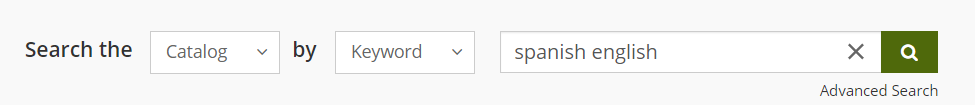 Search the Catalog by Keyword spanish english
Advanced Search